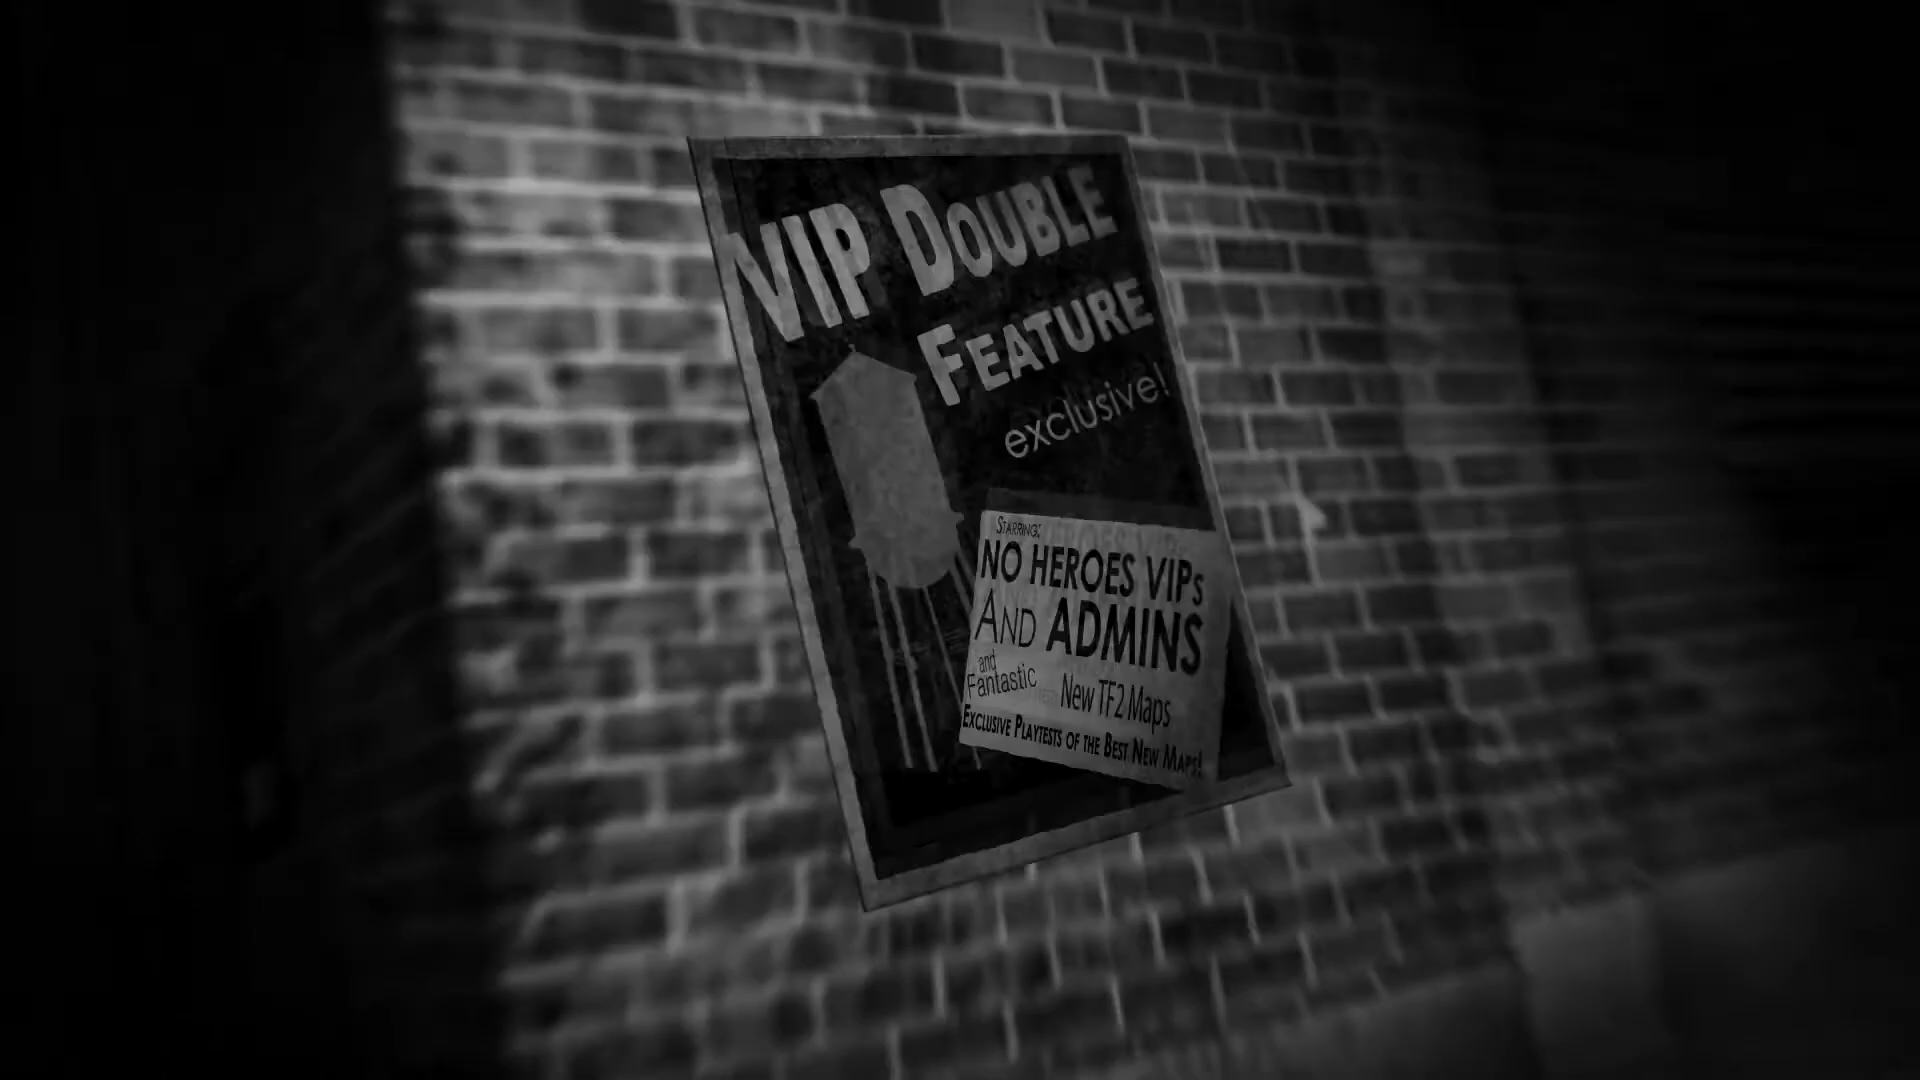 VIP DOUBLE
FEATURE
exclusive!
STARRING:
NO HEROES VIPs
AND ADMINS
and
Fantastic New TF2 Maps
EXCLUSIVE PLAYTESTS OF THE BEST NEW MAPS!